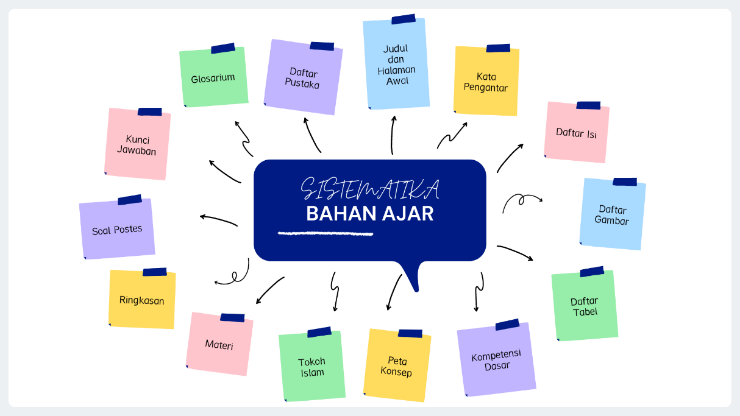 SISTEMATIKA
BAHAN AJAR
Judul
dan
Halaman
Awal
Kata
Pengantar
Daftar Isi
Daftar
Gambar
Daftar
Tabel
Kompetensi
Dasar
Peta
Konsep
Tokoh
Islam
Materi
Ringkasan
Soal Postes
Kunci
Jawaban
Glosarium
Daftar
Pustaka